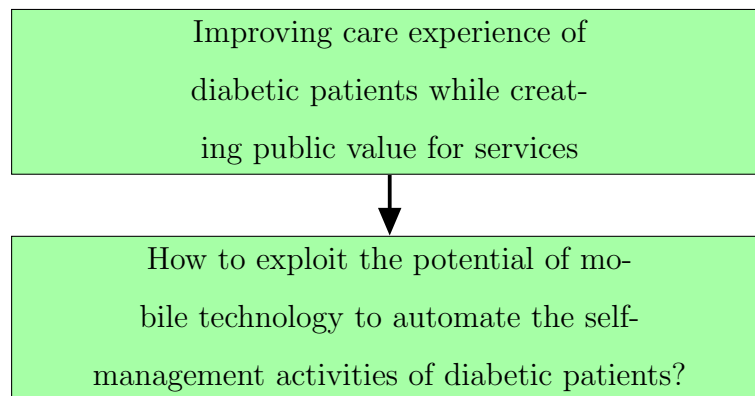 Improving care experience of
diabetic patients while creat-
ing public value for services
How to exploit the potential of mo-
bile technology to automate the self-
management activities of diabetic patients?